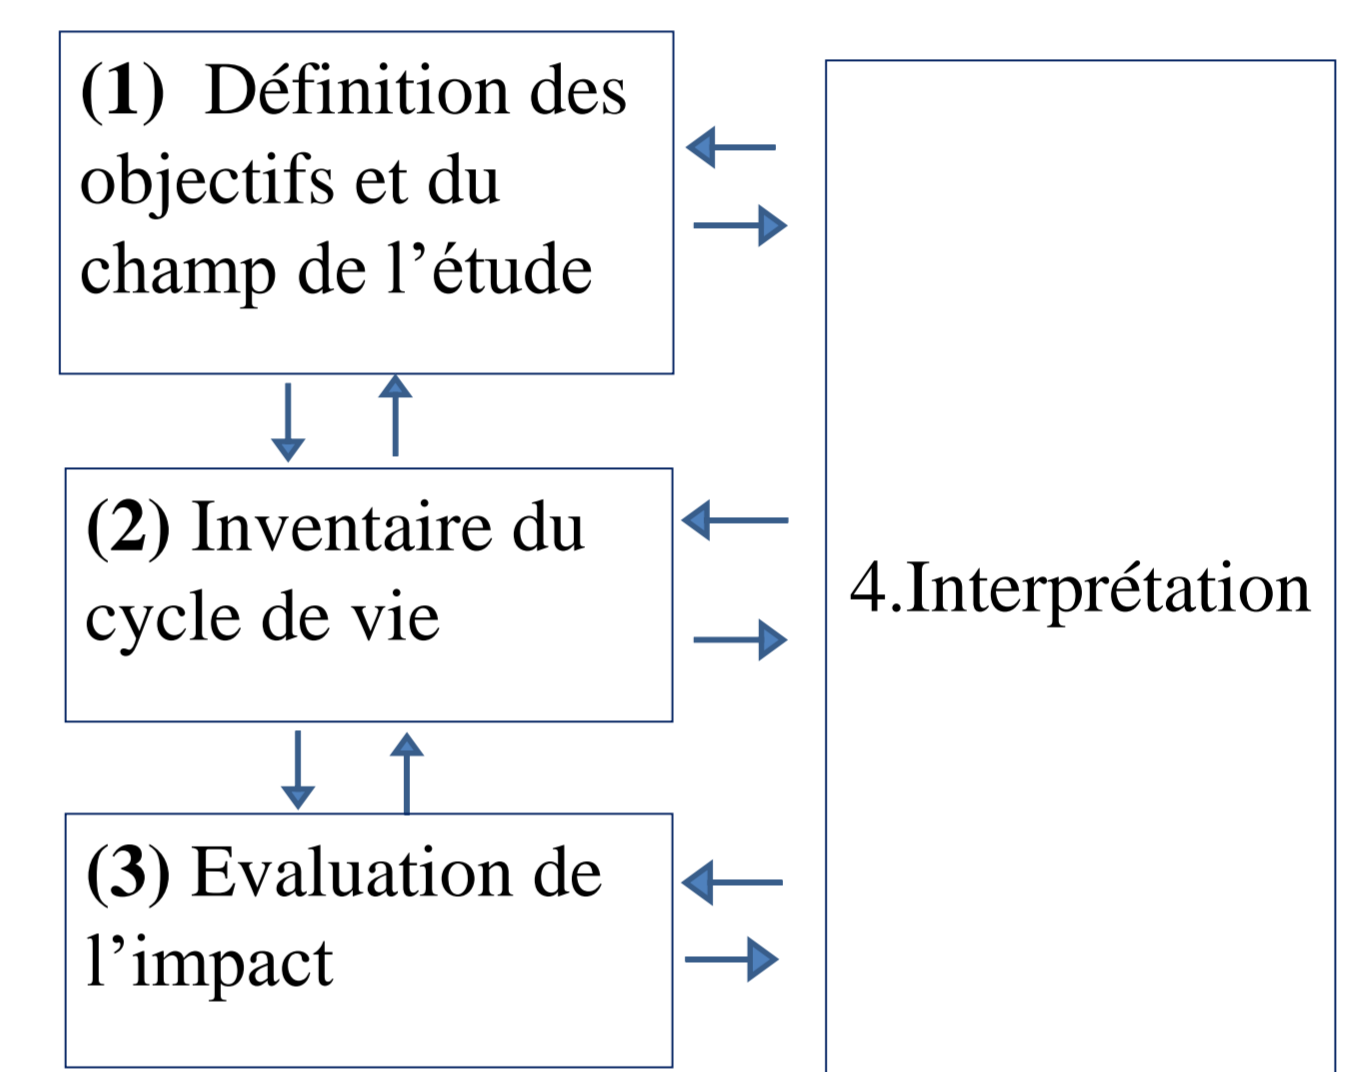 (1) Définition des
objectifs et du
champ de l’étude
(2) Inventaire du
cycle de vie
(3) Evaluation de
l’impact
4.Interprétation